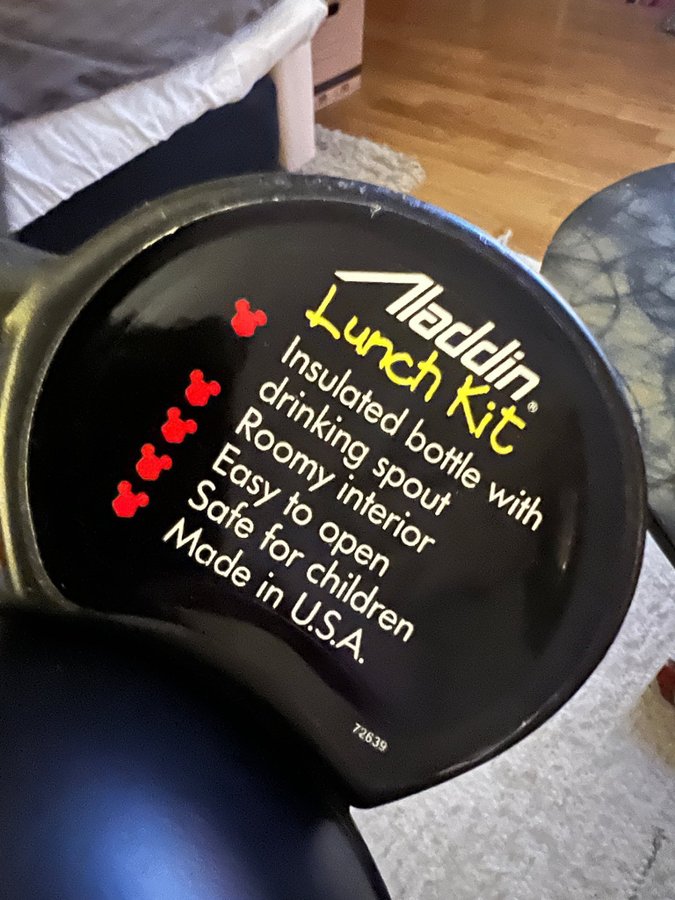 Aladdin®
Lunch Kit
Insulated bottle with
drinking spout
Roomy interior
Easy to open
Safe for children
Made in U.S.A.
72639